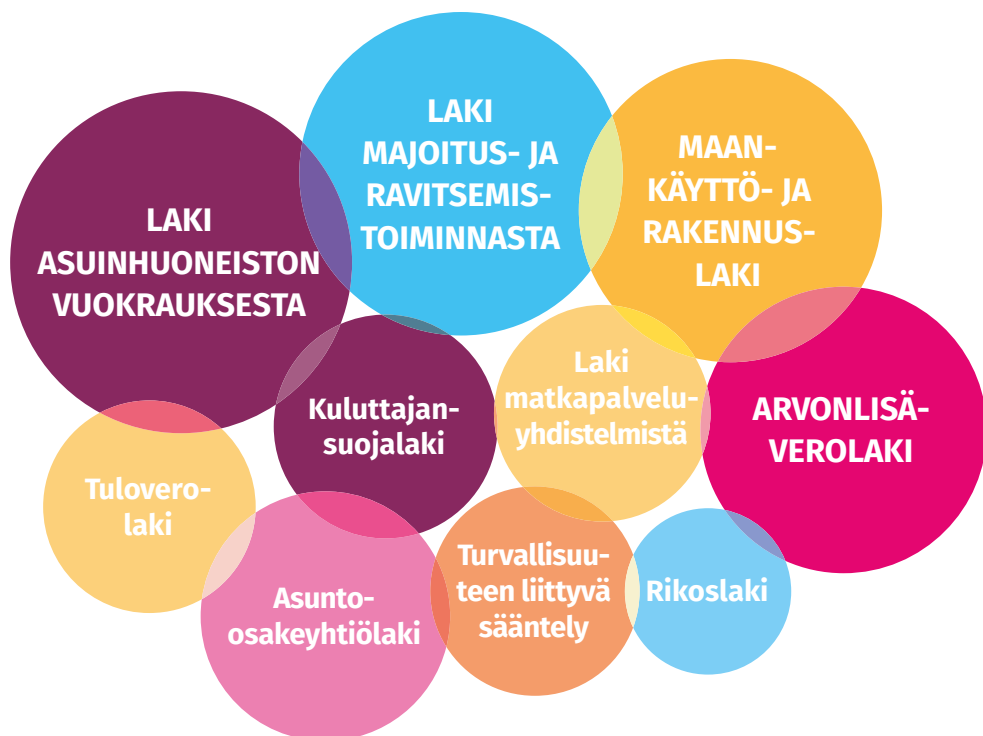 LAKI
MAJOITUS- JA
RAVITSEMIS-
TOIMINNASTA
MAAN-
KÄYTTÖ- JA
RAKENNUS-
LAKI
LAKI
ASUINHUONEISTON
VUOKRAUKSESTA
Kuluttajan-
suojalaki
Laki
matkapalvelu-
yhdistelmistä
ARVONLISÄ-
VEROLAKI
Tulovero-
laki
Asunto-
osakeyhtiölaki
Turvallisuu-
teen liittyvä
sääntely
Rikoslaki